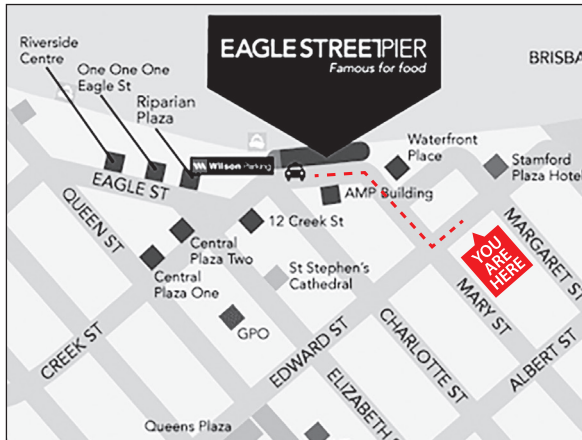 EAGLE STREET PIER
Famous for food
Riverside
Centre
One One One
Eagle St
Riparian
Plaza
BRISBA
Wilson Parking
Waterfront
Place
Stamford
Plaza Hotel
EAGLE ST
AMP Building
QUEEN ST
12 Creek St
MARGARET ST
Central
Plaza Two
YOU
ARE
HERE
Central
Plaza One
St Stephen's
Cathedral
MARY ST
GPO
CREEK ST
EDWARD ST
CHARLOTTE ST
ALBERT ST
ELIZABETH S
Queens Plaza